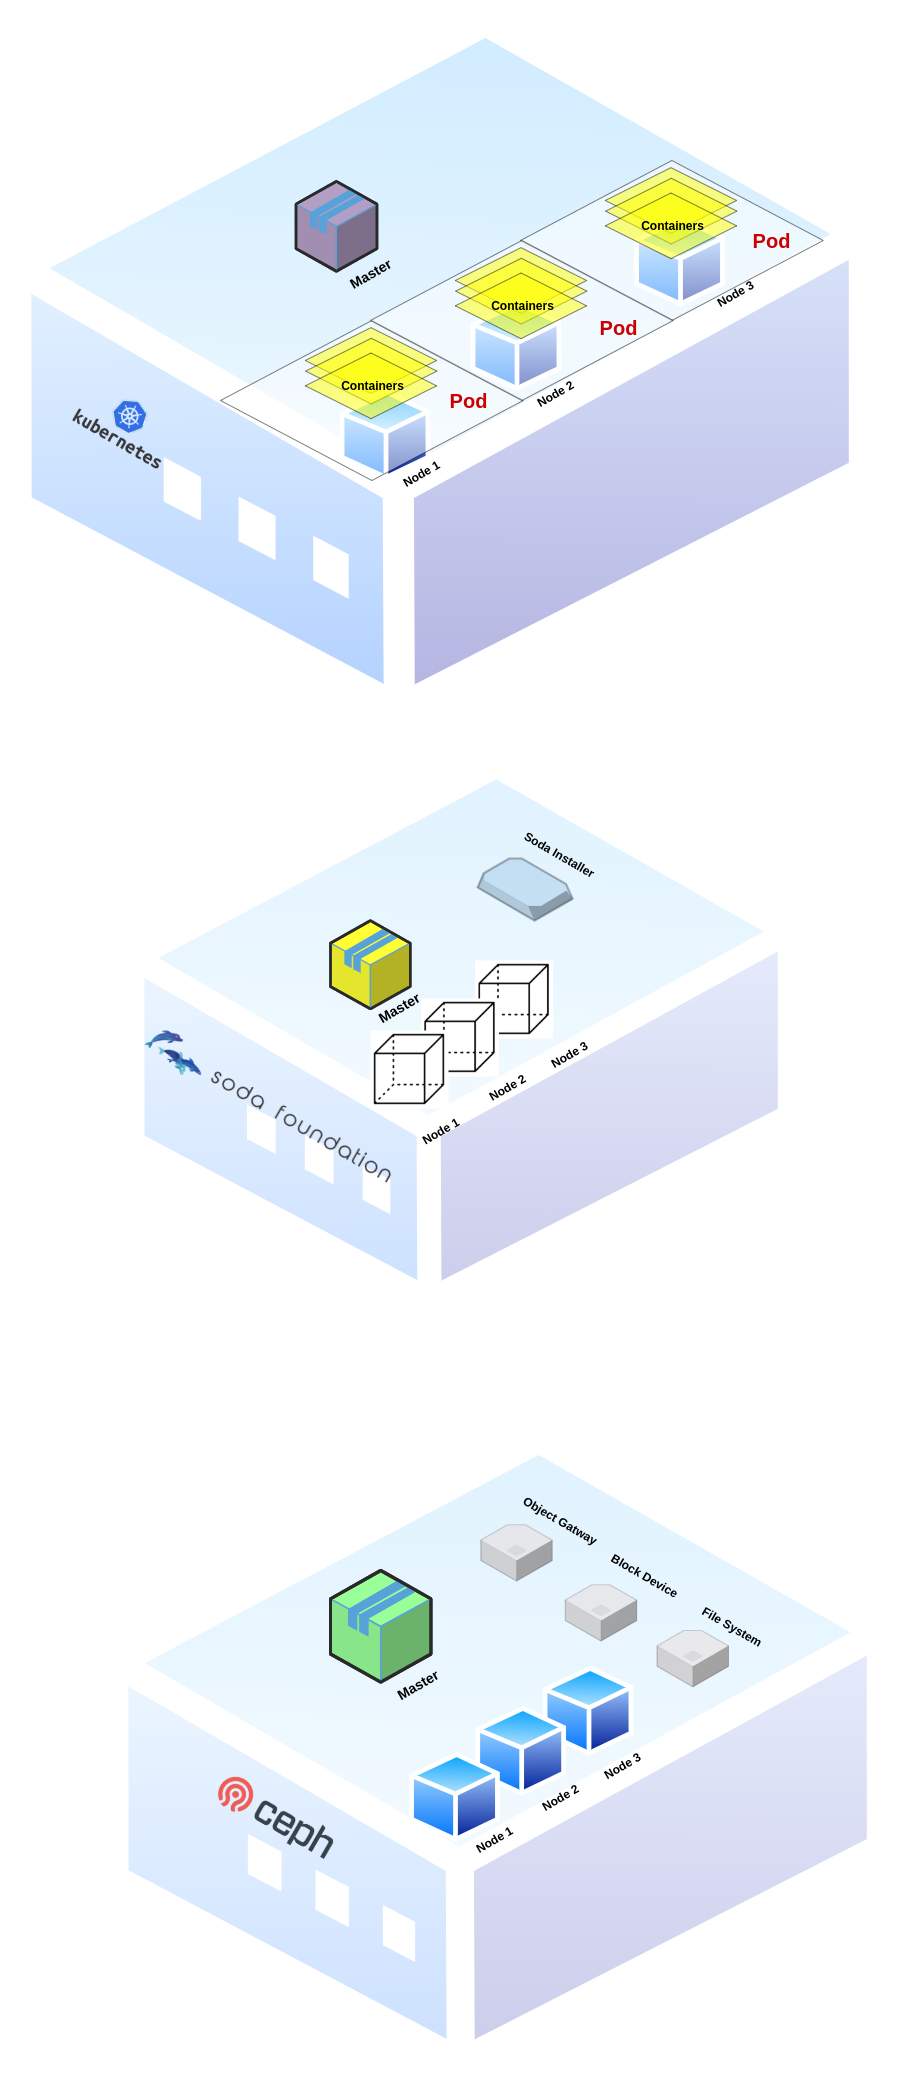 Containers
Pod
Master
Node 3
Containers
Pod
Node 2
Containers
Pod
Node 1
kubernetes
Soda Installer
Master
Node 3
Node 2
Node 1
soda foundation
Object Gatway
Block Device
File System
Master
Node 3
Node 2
Node 1
ceph